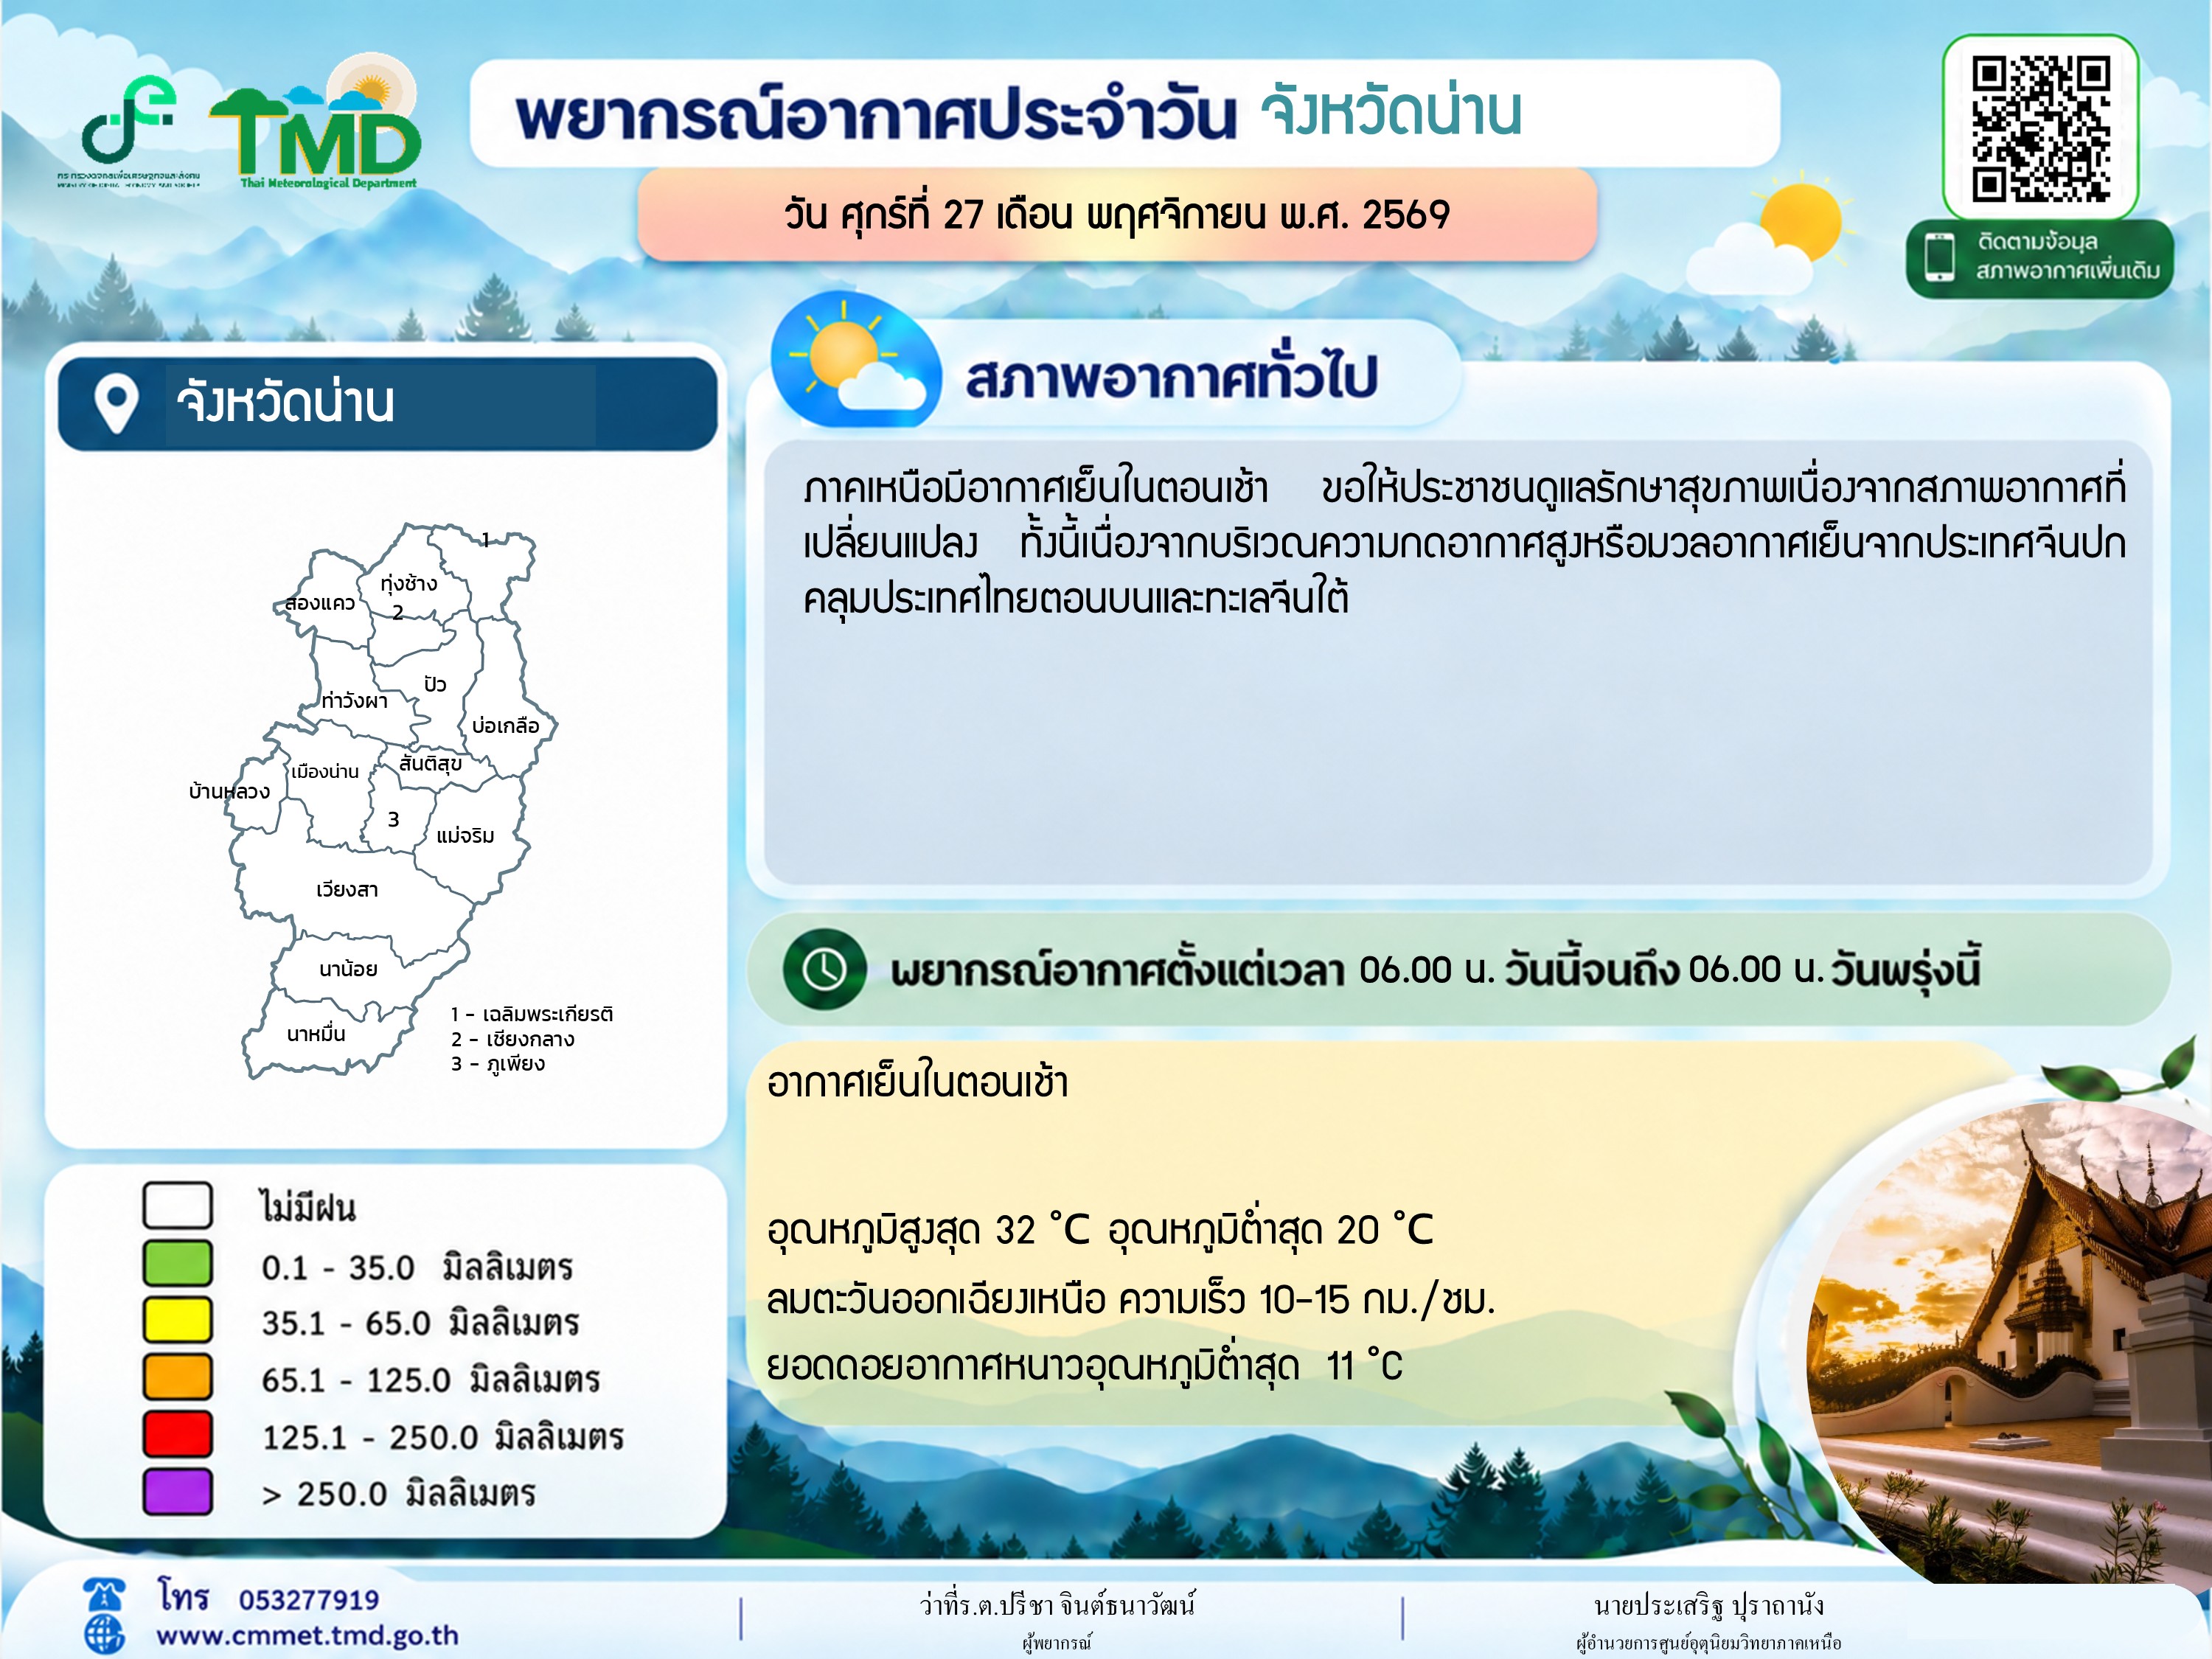 TMD
Thai Meteorological Department
พยากรณ์อากาศประจำวัน จังหวัดน่าน
วัน ศุกร์ที่ 27 เดือน พฤศจิกายน พ.ศ. 2569
ติดตามข้อมูล
สภาพอากาศเพิ่มเติม
จังหวัดน่าน
1
ทุ่งช้าง
สองแคว
2
ปัว
ท่าวังผา
บ่อเกลือ
สันติสุข
เมืองน่าน
บ้านหลวง
3
แม่จริม
เวียงสา
นาน้อย
นาหมื่น
1 - เฉลิมพระเกียรติ
2 - เชียงกลาง
3 - ภูเพียง
ไม่มีฝน
0.1 - 35.0 มิลลิเมตร
35.1 - 65.0 มิลลิเมตร
65.1 - 125.0 มิลลิเมตร
125.1 - 250.0 มิลลิเมตร
> 250.0 มิลลิเมตร
สภาพอากาศทั่วไป
ภาคเหนือมีอากาศเย็นในตอนเช้า ขอให้ประชาชนดูแลรักษาสุขภาพเนื่องจากสภาพอากาศที่
เปลี่ยนแปลง ทั้งนี้เนื่องจากบริเวณความกดอากาศสูงหรือมวลอากาศเย็นจากประเทศจีนปก
คลุมประเทศไทยตอนบนและทะเลจีนใต้
พยากรณ์อากาศตั้งแต่เวลา 06.00 น. วันนี้จนถึง 06.00 น. วันพรุ่งนี้
อากาศเย็นในตอนเช้า
อุณหภูมิสูงสุด 32 °C อุณหภูมิต่ำสุด 20 °C
ลมตะวันออกเฉียงเหนือ ความเร็ว 10-15 กม./ชม.
ยอดดอยอากาศหนาวอุณหภูมิต่ำสุด 11 °C
โทร 053277919
www.cmmet.tmd.go.th
ว่าที่ร.ต.ปรีชา จินต์ธนาวัฒน์
ผู้พยากรณ์
นายประเสริฐ ปุราถานัง
ผู้อำนวยการศูนย์อุตุนิยมวิทยาภาคเหนือ